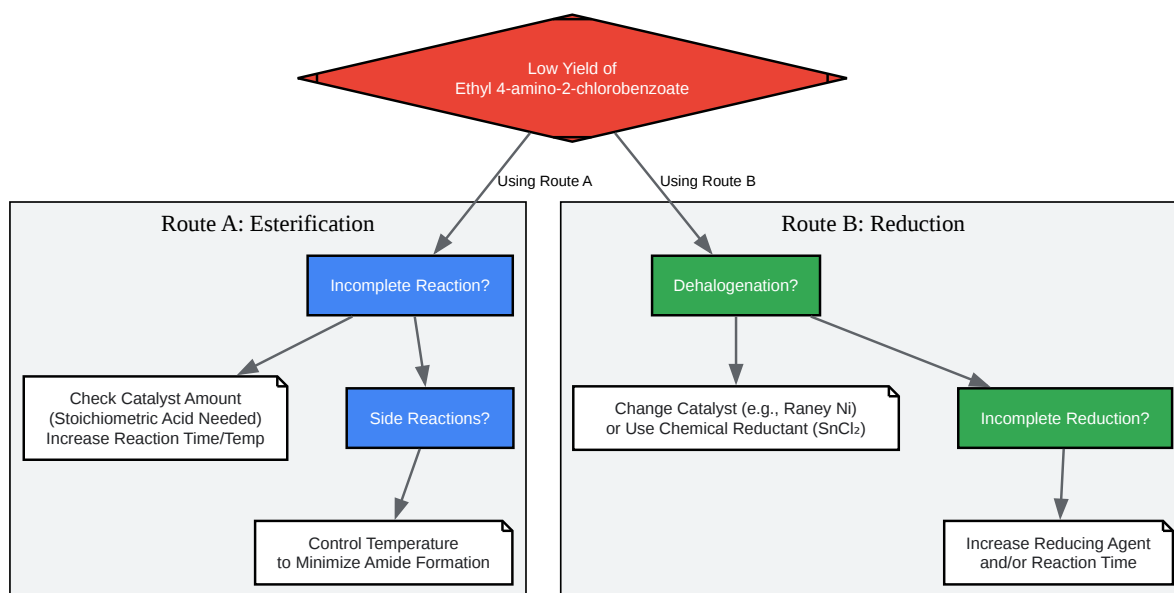 Low Yield of
Ethyl 4-amino-2-chlorobenzoate
Using Route A
Using Route B
Route A: Esterification
Incomplete Reaction?
Check Catalyst Amount
(Stoichiometric Acid Needed)
Increase Reaction Time/Temp
Side Reactions?
Control Temperature
to Minimize Amide Formation
Route B: Reduction
Dehalogenation?
Change Catalyst (e.g., Raney Ni)
or Use Chemical Reductant (SnCl₂)
Incomplete Reduction?
Increase Reducing Agent
and/or Reaction Time